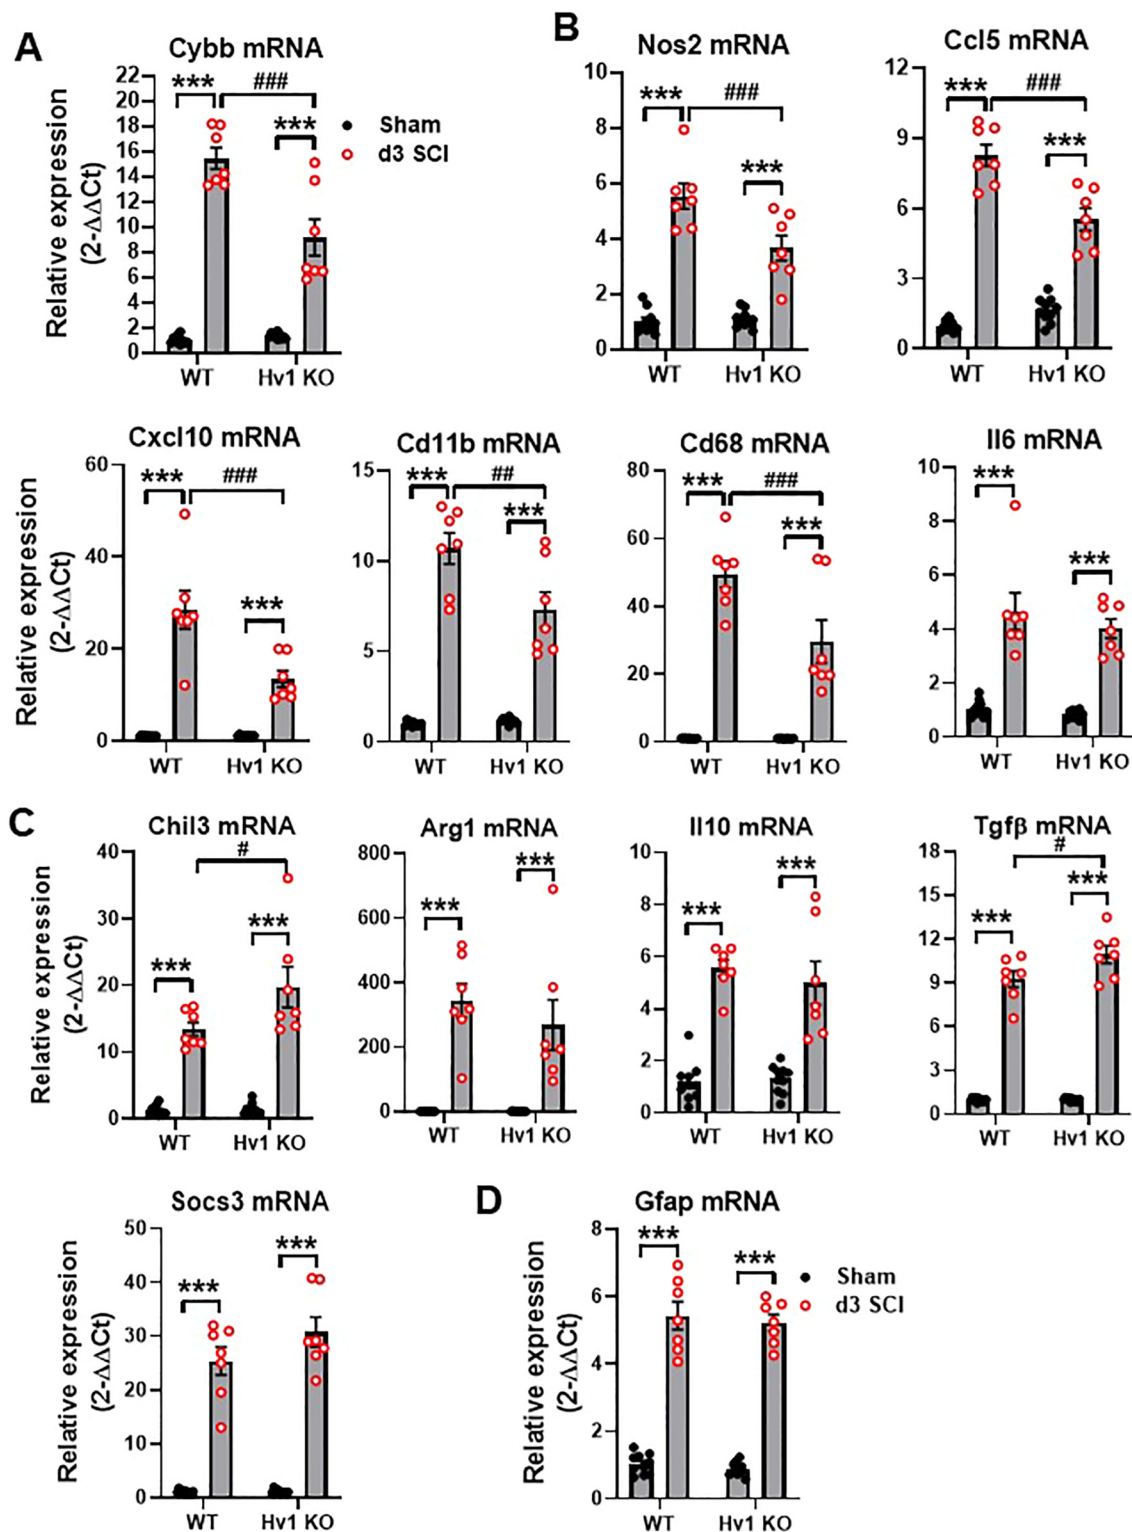 A
Cybb mRNA
Relative expression
(2-ΔΔCt)
22
20
18
16
14
12
10
8
6
4
2
0
***
###
***
Sham
d3 SCI
WT
Hv1 KO
B
Nos2 mRNA
10
8
6
4
2
0
***
###
***
WT
Hv1 KO
Ccl5 mRNA
12
9
6
3
0
***
###
***
WT
Hv1 KO
Cxcl10 mRNA
Relative expression
(2-ΔΔCt)
60
40
20
0
***
###
***
WT
Hv1 KO
Cd11b mRNA
15
10
5
0
***
##
***
WT
Hv1 KO
Cd68 mRNA
80
60
40
20
0
***
###
***
WT
Hv1 KO
Il6 mRNA
10
8
6
4
2
0
***
***
WT
Hv1 KO
C
Chil3 mRNA
Relative expression
(2-ΔΔCt)
40
30
20
10
0
#
***
***
WT
Hv1 KO
Arg1 mRNA
800
600
400
200
0
***
***
WT
Hv1 KO
Il10 mRNA
10
8
6
4
2
0
***
***
WT
Hv1 KO
Tgfβ mRNA
18
15
12
9
6
3
0
#
***
***
WT
Hv1 KO
Socs3 mRNA
Relative expression
(2-ΔΔCt)
50
40
30
20
10
0
***
***
WT
Hv1 KO
D
Gfap mRNA
Relative expression
(2-ΔΔCt)
8
6
4
2
0
***
***
Sham
d3 SCI
WT
Hv1 KO